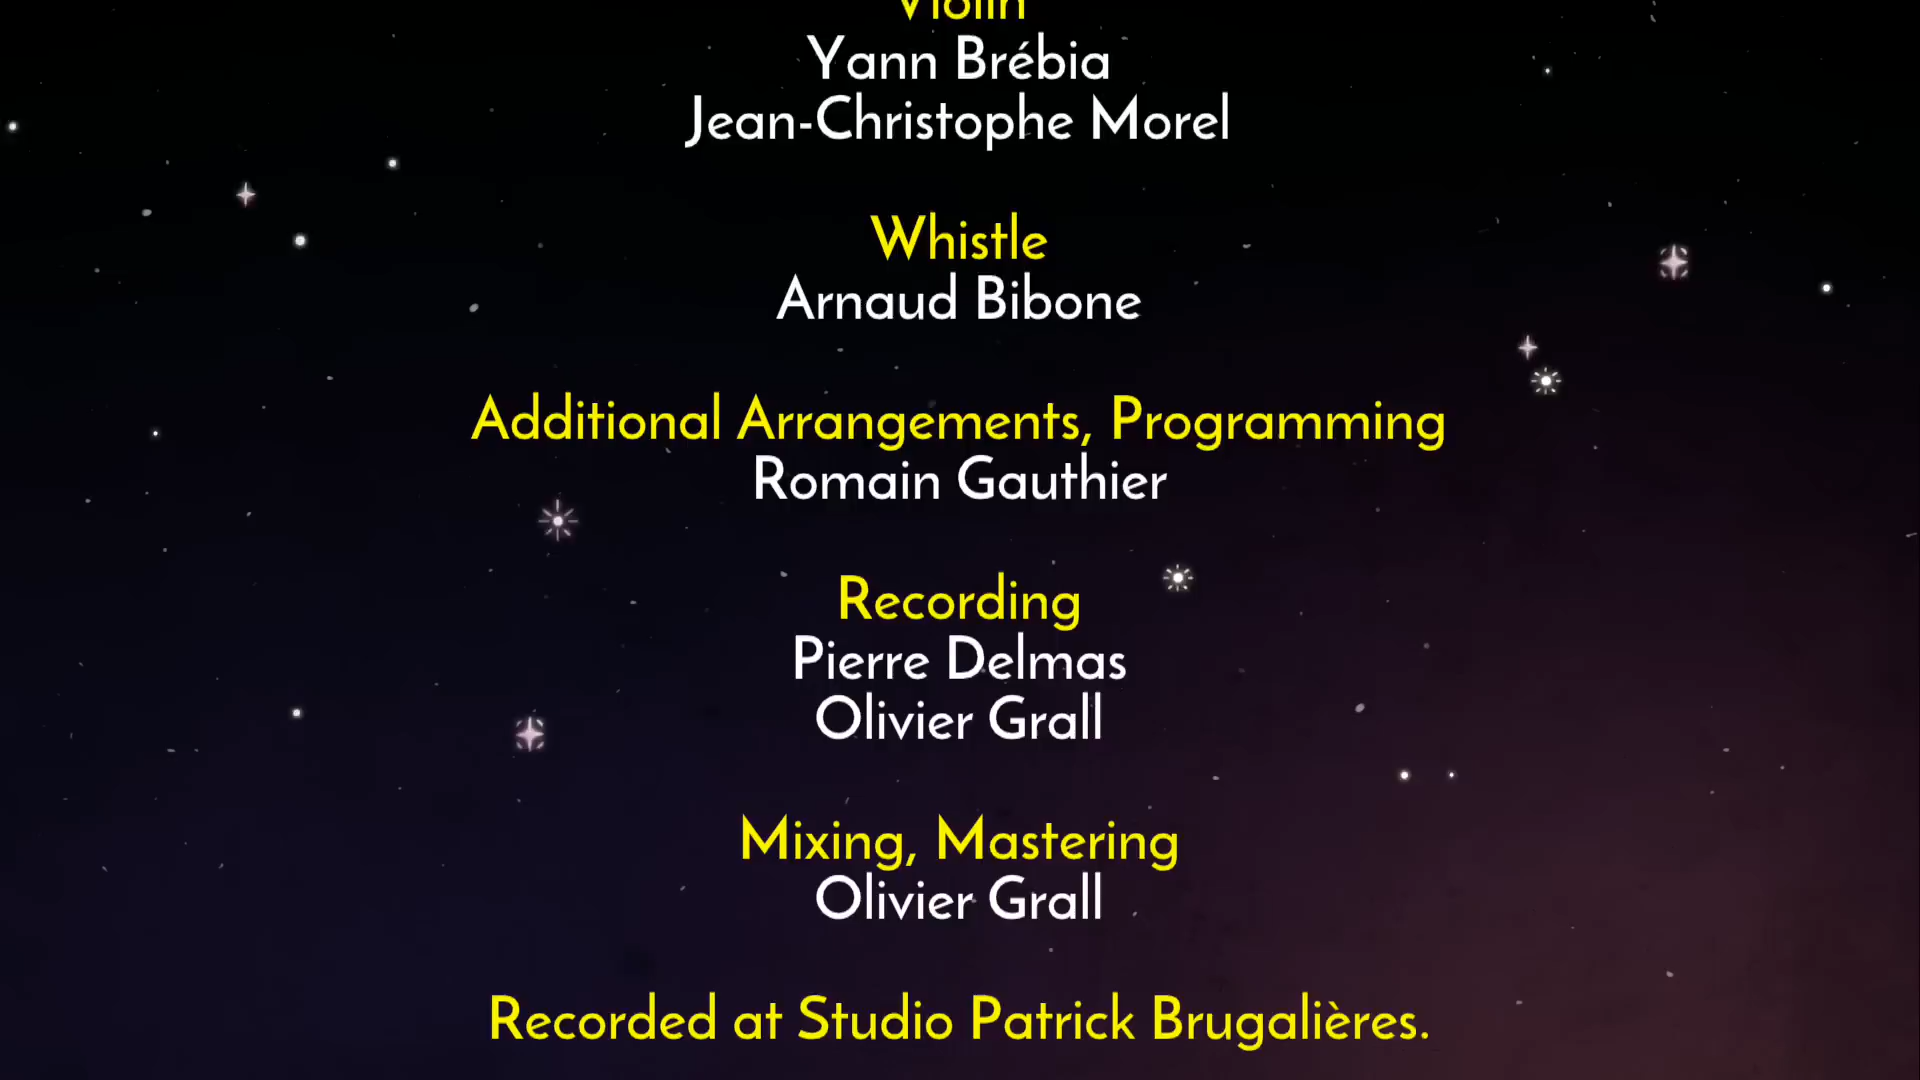 Violin
Yann Brébia
Jean-Christophe Morel
Whistle
Arnaud Bibone
Additional Arrangements, Programming
Romain Gauthier
Recording
Pierre Delmas
Olivier Grall
Mixing, Mastering
Olivier Grall
Recorded at Studio Patrick Brugalières.